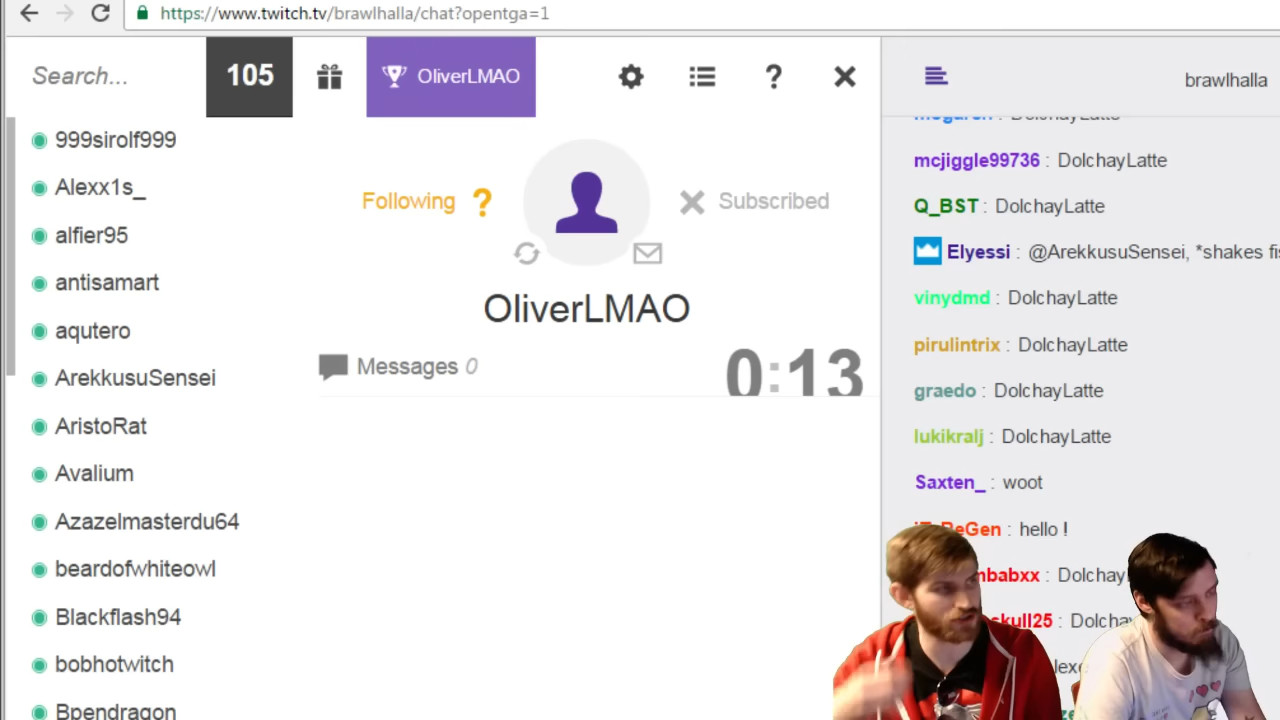 https://www.twitch.tv/brawlhalla/chat?opentga=1
Search...
105
OliverLMAO
?
brawlhalla
999sirolf999
Alexx1s_
alfier95
antisamart
aqutero
ArekkusuSensei
AristoRat
Avalium
Azazelmasterdu64
beardofwhiteowl
Blackflash94
bobhotwitch
Bpendragon
Following ?
Subscribed
OliverLMAO
Messages 0
0:13
DolchayLatte
mcjiggle99736 : DolchayLatte
Q_BST : DolchayLatte
Elyessi : @ArekkusuSensei, *shakes
vinydmd : DolchayLatte
pirulintrix : DolchayLatte
graedo : DolchayLatte
lukikralj : DolchayLatte
Saxten_ : woot
hello !